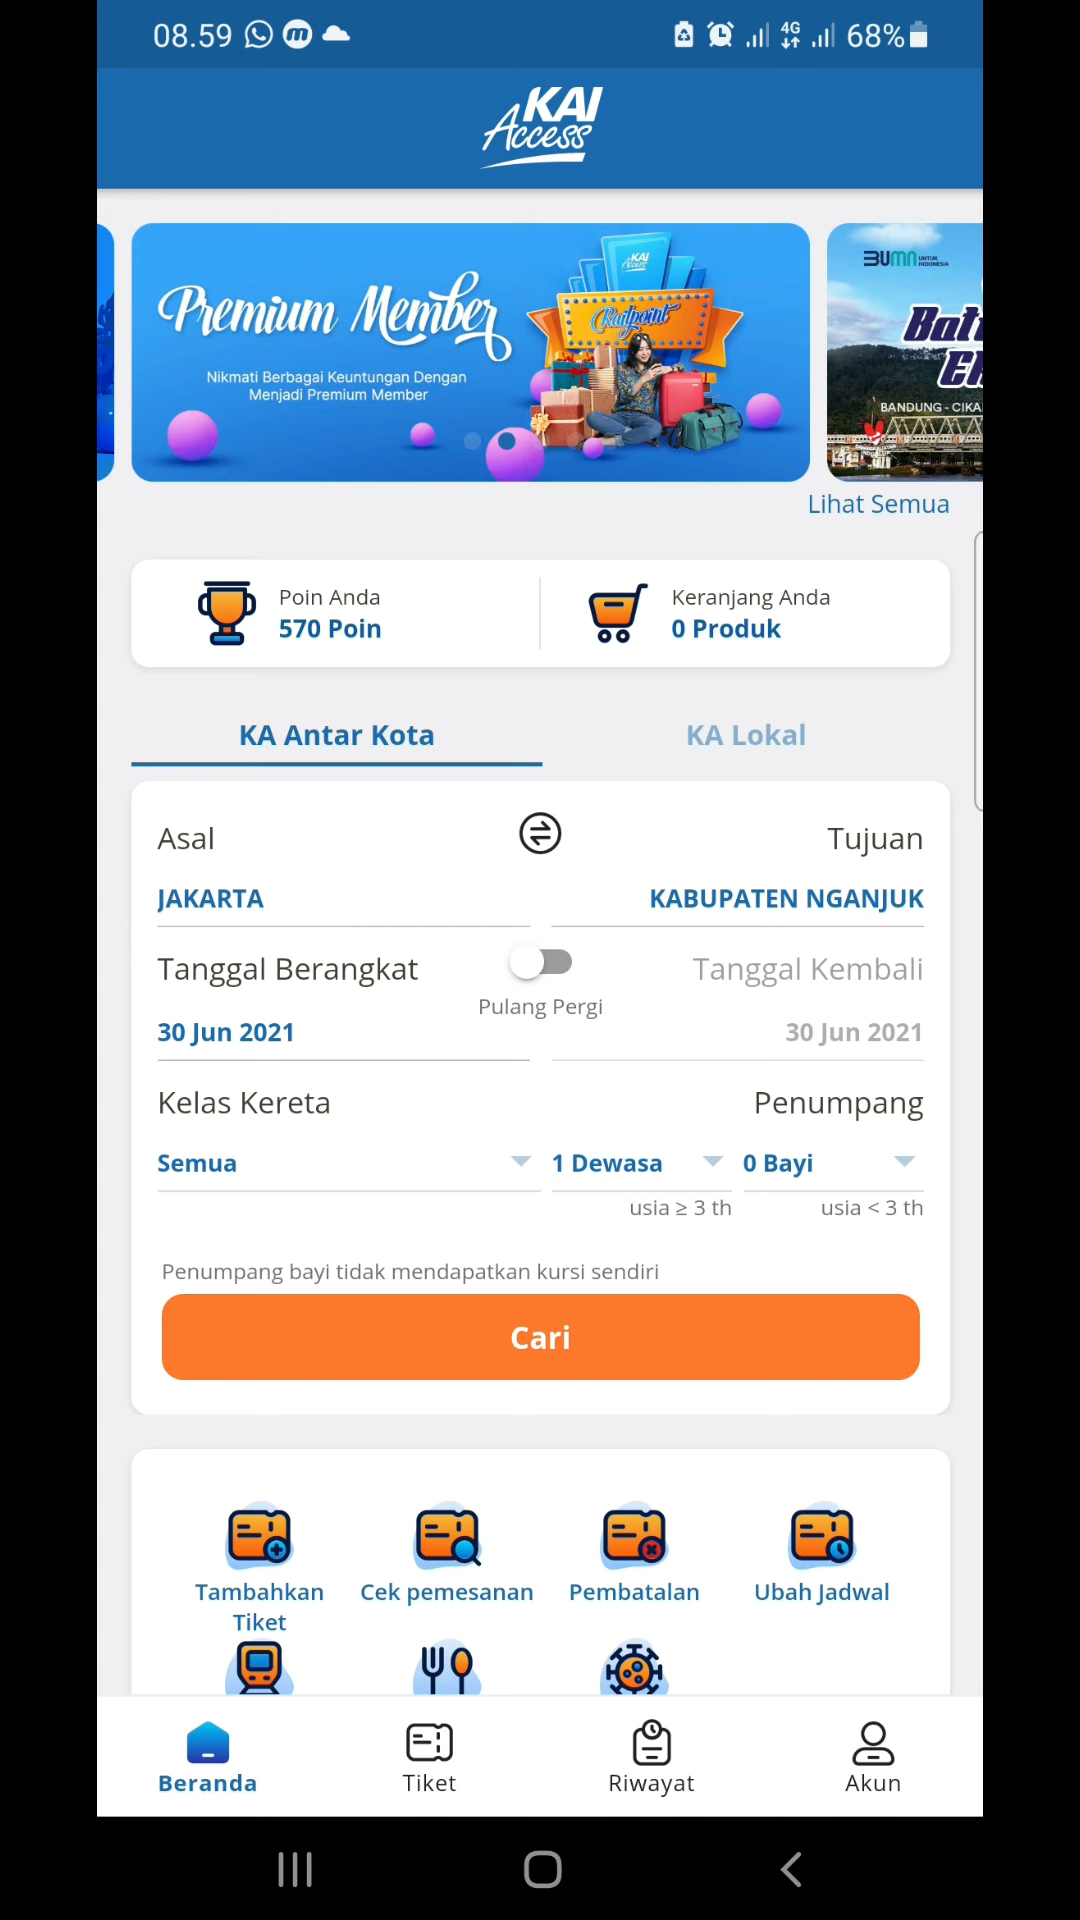 08.59
4G
68%
KAI
Access
Premium Member
Nikmati Berbagai Keuntungan Dengan
Menjadi Premium Member
KAI
Access
Railpoint
BUMN UNTUK
INDONESIA
BANDUNG - CIKA
Lihat Semua
Poin Anda
570 Poin
Keranjang Anda
0 Produk
KA Antar Kota
KA Lokal
Asal
Tujuan
JAKARTA
KABUPATEN NGANJUK
Tanggal Berangkat
Tanggal Kembali
Pulang Pergi
30 Jun 2021
30 Jun 2021
Kelas Kereta
Penumpang
Semua
1 Dewasa
0 Bayi
usia ≥ 3 th
usia < 3 th
Penumpang bayi tidak mendapatkan kursi sendiri
Cari
Tambahkan
Tiket
Cek pemesanan
Pembatalan
Ubah Jadwal
Beranda
Tiket
Riwayat
Akun